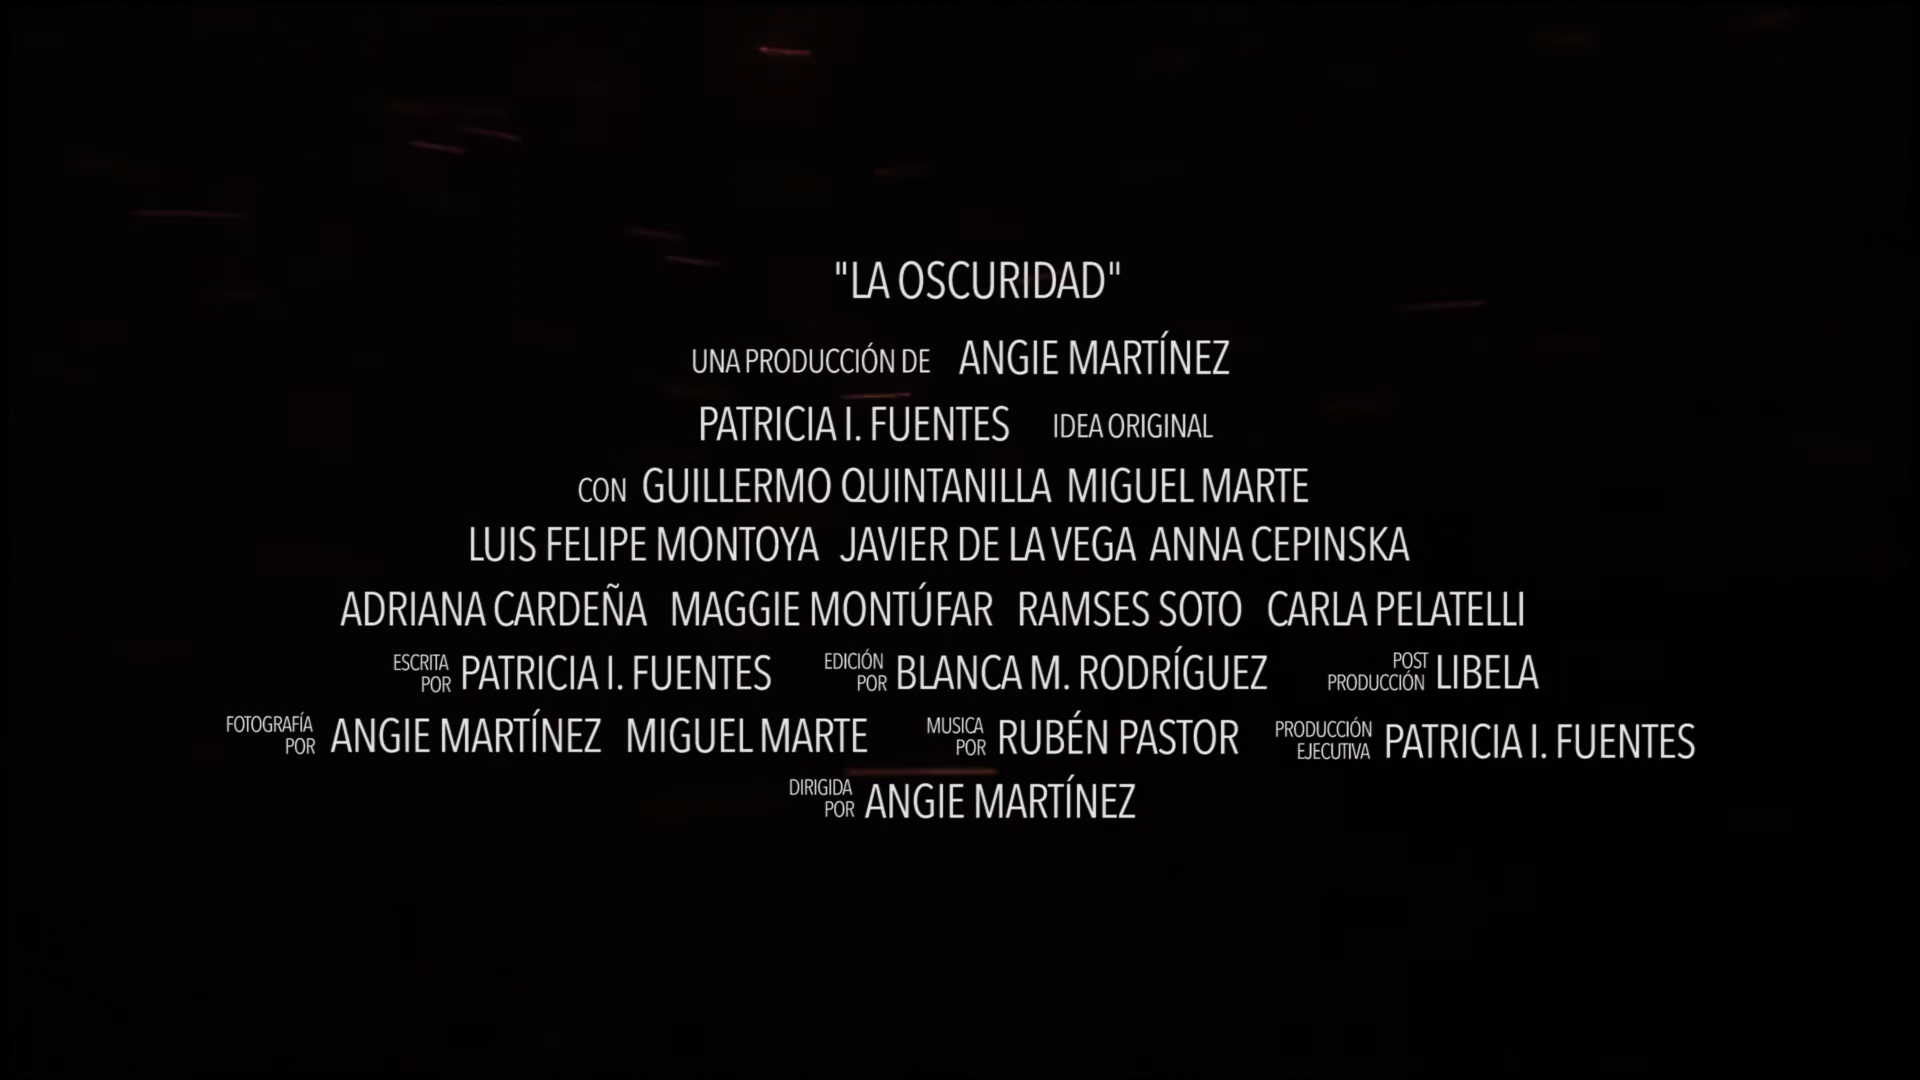 "LA OSCURIDAD"
UNA PRODUCCIÓN DE ANGIE MARTÍNEZ
PATRICIA I. FUENTES IDEA ORIGINAL
CON GUILLERMO QUINTANILLA MIGUEL MARTE
LUIS FELIPE MONTOYA JAVIER DE LA VEGA ANNA CEPINSKA
ADRIANA CARDEÑA MAGGIE MONTÚFAR RAMSES SOTO CARLA PELATELLI
ESCRITA POR PATRICIA I. FUENTES EDICIÓN POR BLANCA M. RODRÍGUEZ POST PRODUCCIÓN LIBELA
FOTOGRAFÍA POR ANGIE MARTÍNEZ MIGUEL MARTE MUSICA POR RUBÉN PASTOR PRODUCCIÓN EJECUTIVA PATRICIA I. FUENTES
DIRIGIDA POR ANGIE MARTÍNEZ